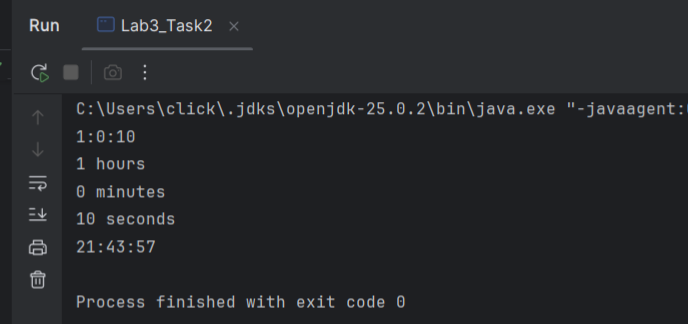 Run Lab3_Task2
C:\Users\click\.jdks\openjdk-25.0.2\bin\java.exe "-javaagent:
1:0:10
1 hours
0 minutes
10 seconds
21:43:57
Process finished with exit code 0